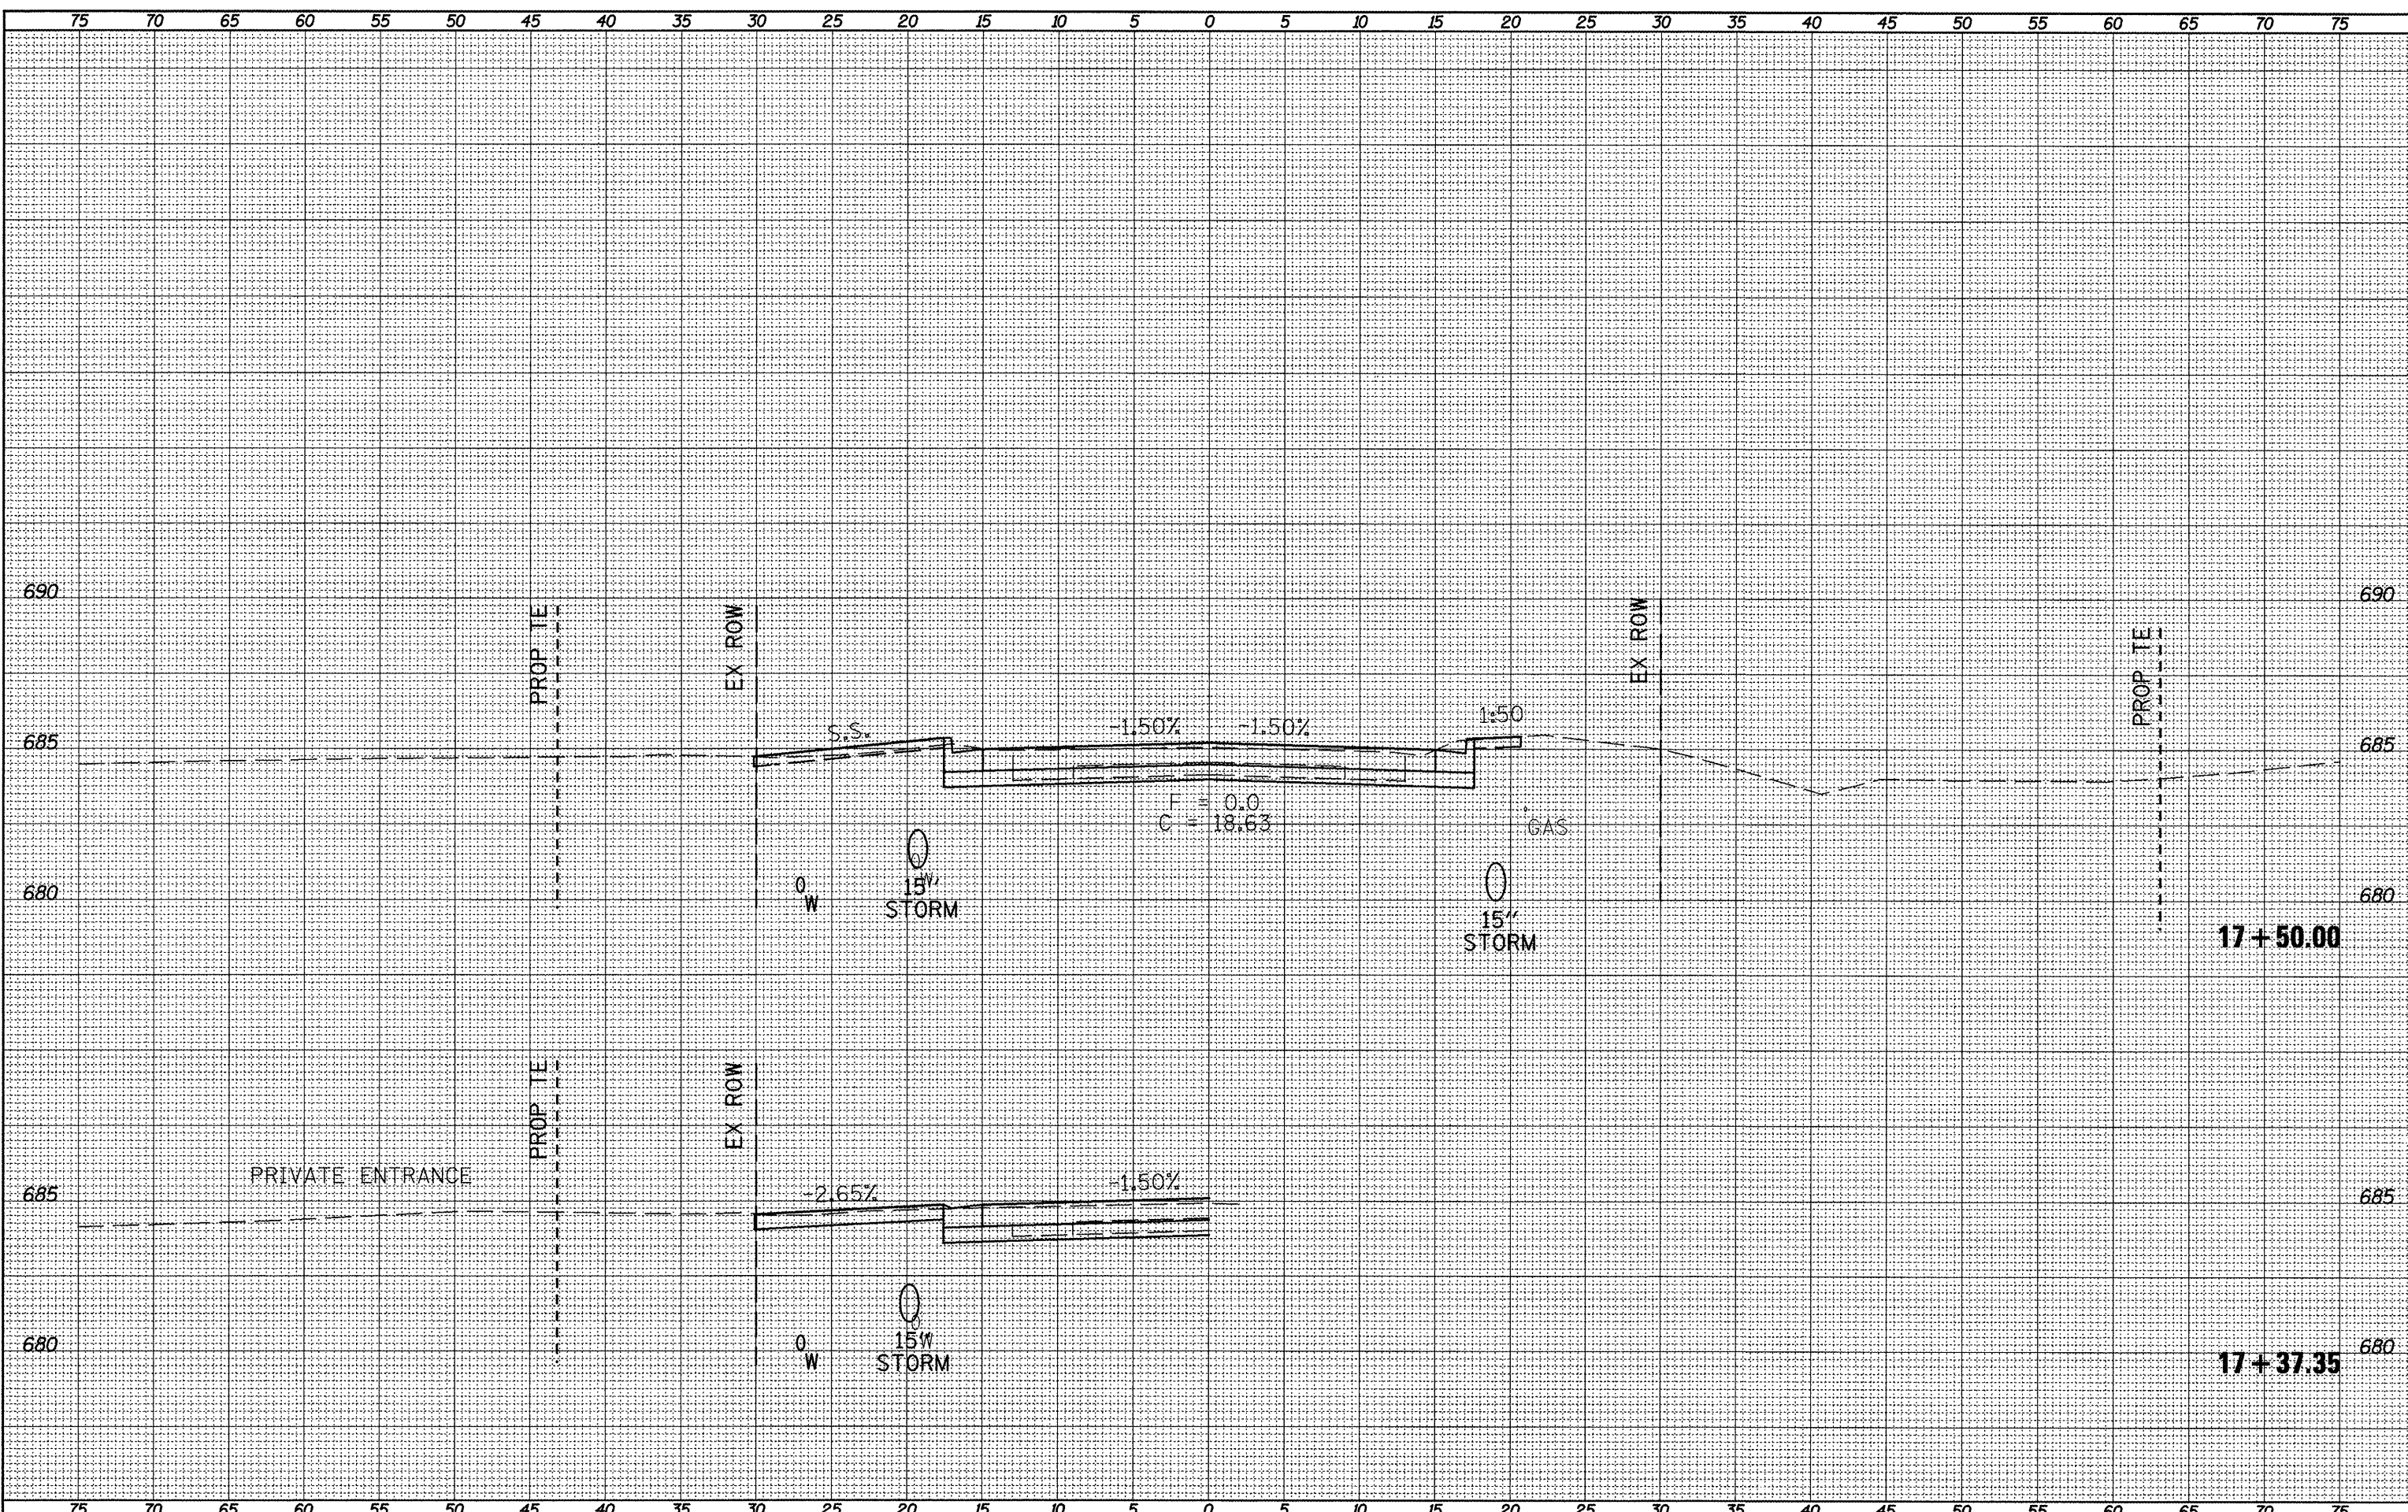 75 70 65 60 55 50 45 40 35 30 25 20 15 10 5 0 5 10 15 20 25 30 35 40 45 50 55 60 65 70 75
690 690
PROP TE
EX ROW
EX ROW
PROP TE
S.S. -1.50% -1.50% 1:50
685 685
F = 0.0
C = 18.63
GAS
0 W
0 W
680 680
15"
STORM
15"
STORM
17+50.00
PROP TE
EX ROW
PRIVATE ENTRANCE
-2.65% -1.50%
685 685
0 W
0 W
680 680
15"
STORM
17+37.35
75 70 65 60 55 50 45 40 35 30 25 20 15 10 5 0 5 10 15 20 25 30 35 40 45 50 55 60 65 70 75